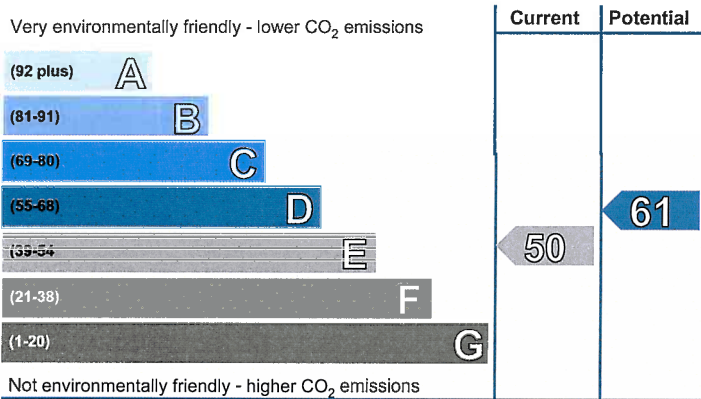 Very environmentally friendly - lower CO₂ emissions
Current
Potential
(92 plus) A
(81-91) B
(69-80) C
(55-68) D
61
(39-54 E
50
(21-38) F
(1-20) G
Not environmentally friendly - higher CO₂ emissions